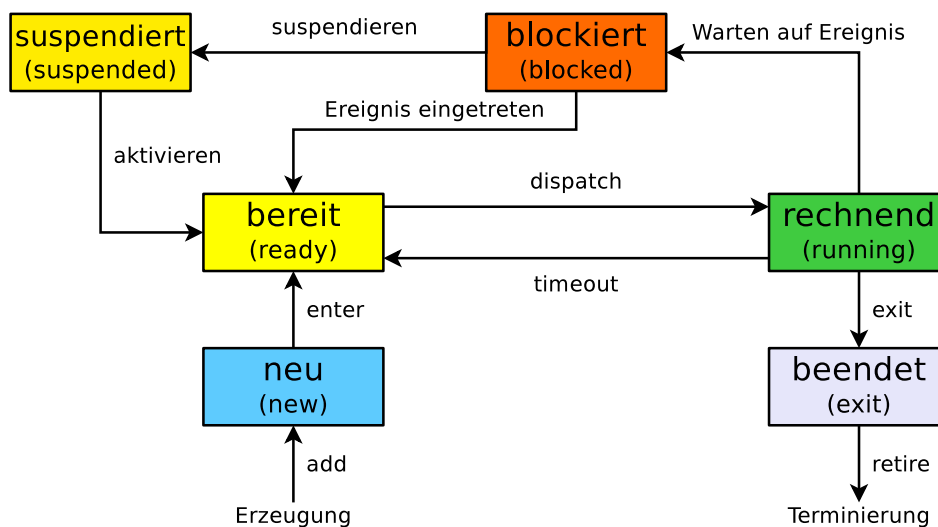 suspendiert
(suspended)
suspendieren
blockiert
(blocked)
Warten auf Ereignis
Ereignis eingetreten
aktivieren
bereit
(ready)
dispatch
timeout
rechnend
(running)
enter
exit
neu
(new)
beendet
(exit)
add
retire
Erzeugung
Terminierung